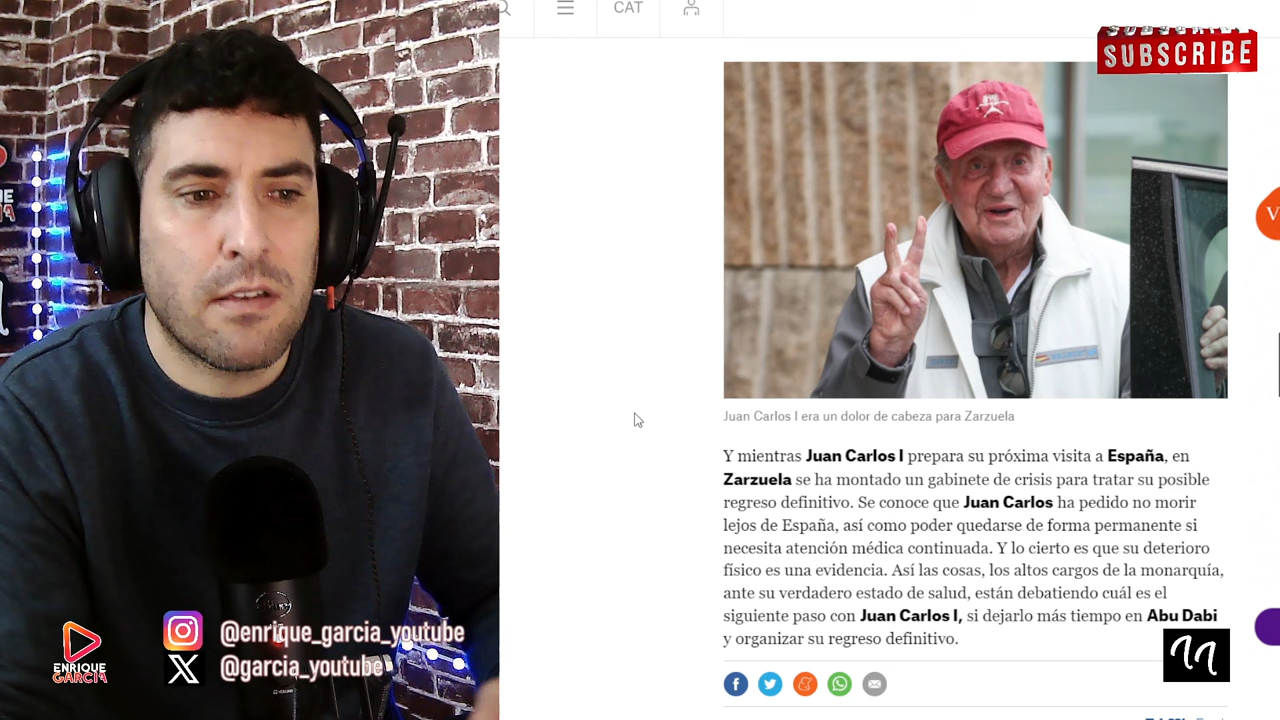 CAT
SUBSCRIBE
Juan Carlos I era un dolor de cabeza para Zarzuela
Y mientras Juan Carlos I prepara su próxima visita a España, en
Zarzuela se ha montado un gabinete de crisis para tratar su posible
regreso definitivo. Se conoce que Juan Carlos ha pedido no morir
lejos de España, así como poder quedarse de forma permanente si
necesita atención médica continuada. Y lo cierto es que su deterioro
físico es una evidencia. Así las cosas, los altos cargos de la monarquía,
ante su verdadero estado de salud, están debatiendo cuál es el
siguiente paso con Juan Carlos I, si dejarlo más tiempo en Abu Dabi
y organizar su regreso definitivo.
@enrique_garcia_youtube
@garcia_youtube
ENRIQUE
GARCIA